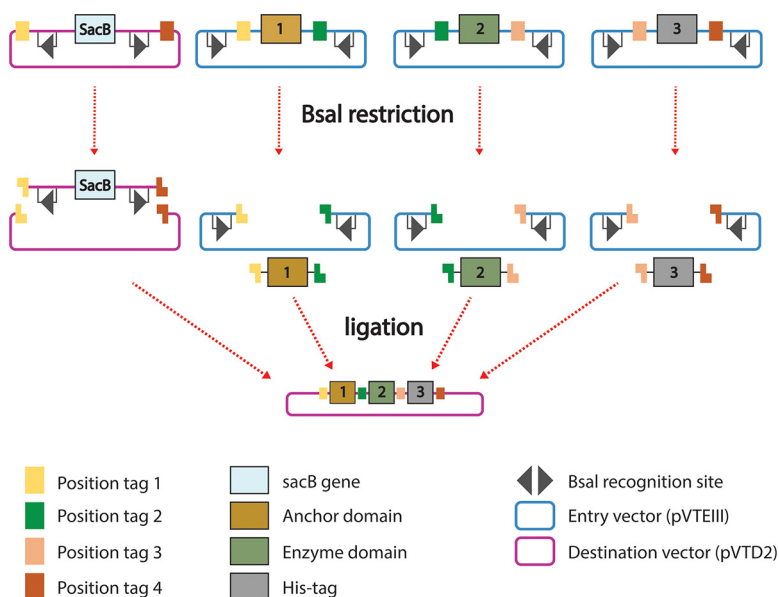 SacB
1
2
3
BsaI restriction
SacB
1
2
3
ligation
1
2
3
Position tag 1
Position tag 2
Position tag 3
Position tag 4
sacB gene
Anchor domain
Enzyme domain
His-tag
BsaI recognition site
Entry vector (pVTEIII)
Destination vector (pVTD2)